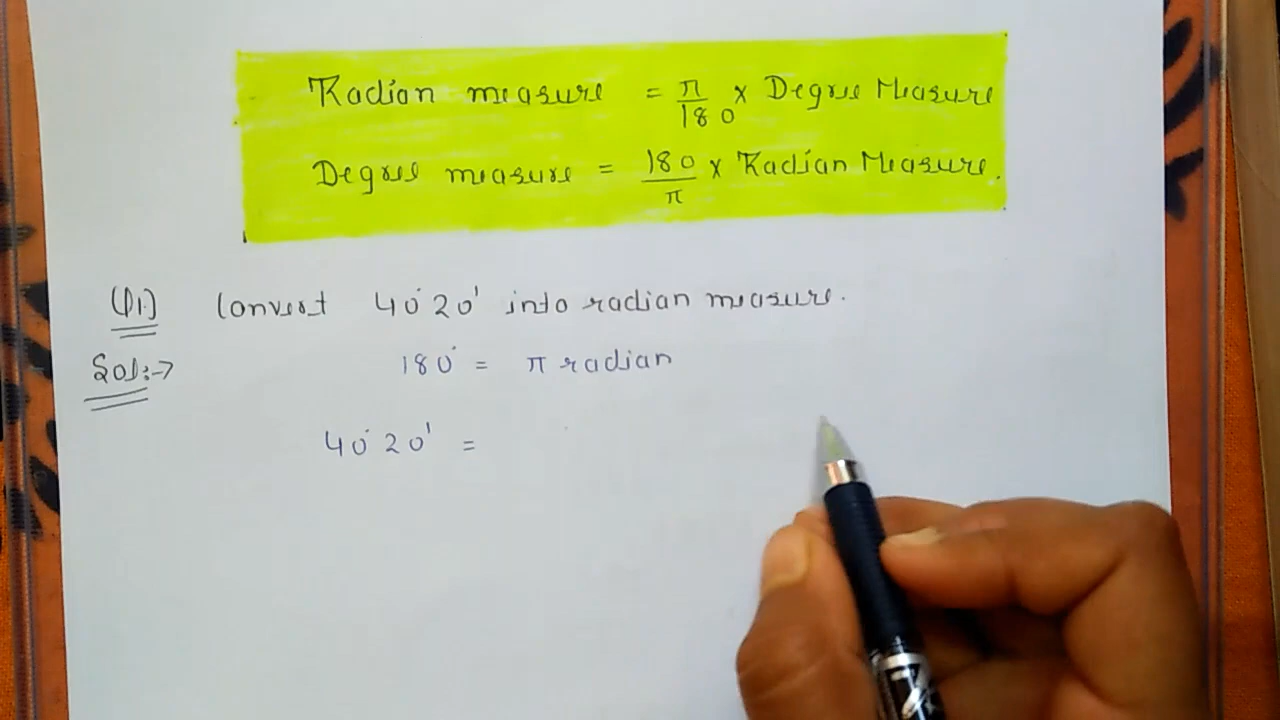 Radian measure = π/180 × Degree Measure
Degree measure = 180/π × Radian Measure.
Q1.) Convert 40°20' into radian measure.
Sol:→ 180° = π radian
40°20' =